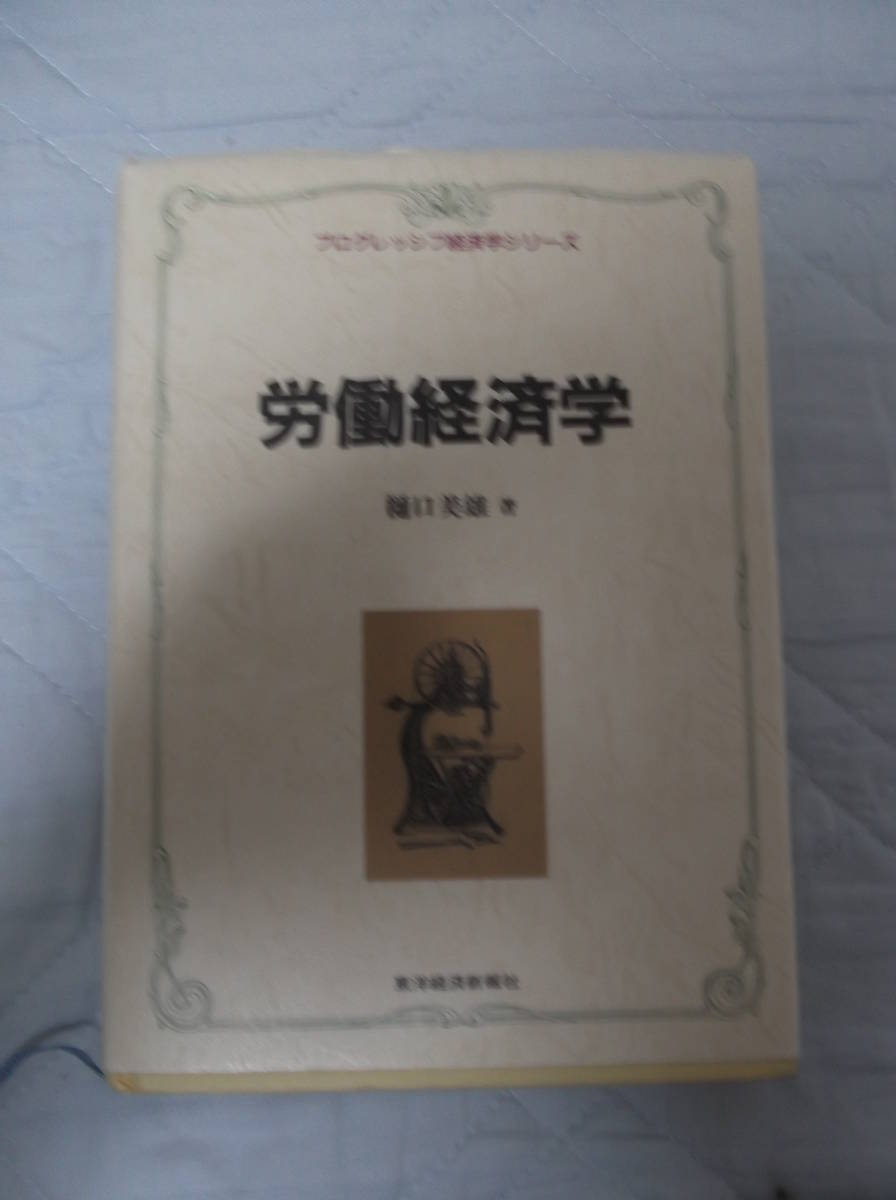 プログレッシブ経済学シリーズ
労働経済学
樋口美雄 著
東洋経済新報社